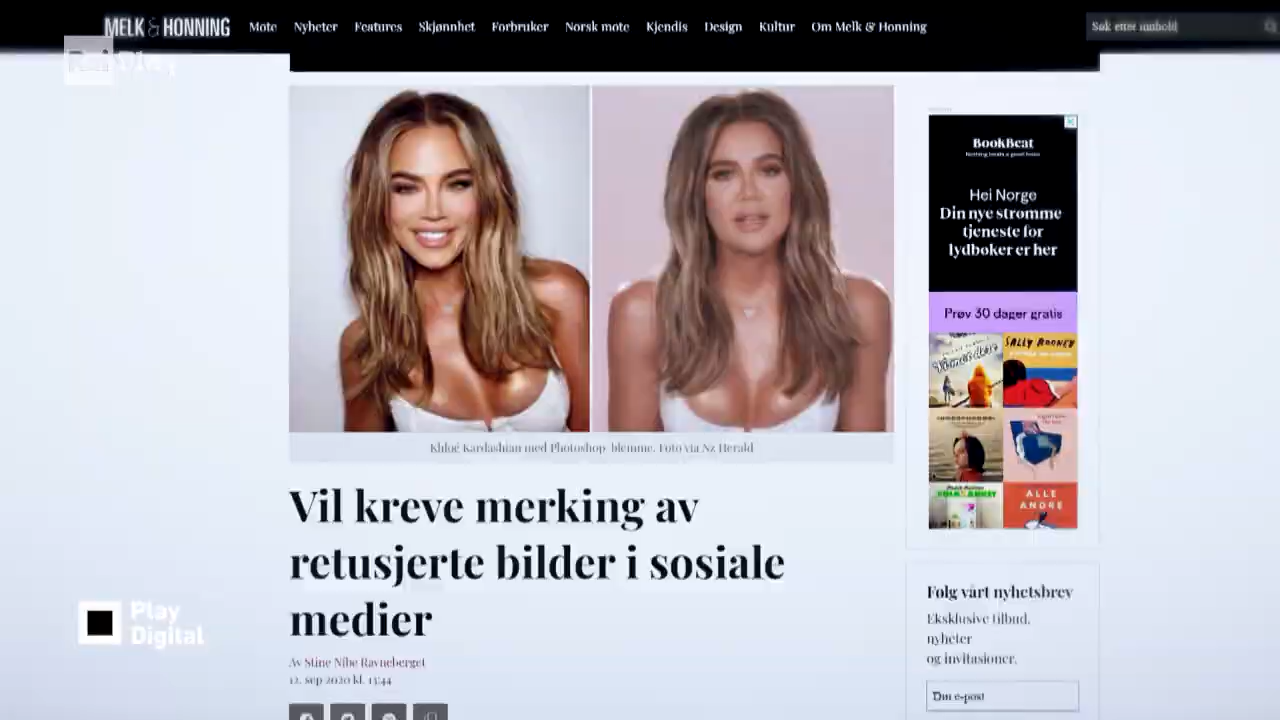 MELK & HONNING
Mote
Nyheter
Features
Skjønnhet
Forbruker
Norsk mote
Kjendis
Design
Kultur
Om Melk & Honning
Søk etter innhold
Rai Play
BookBeat
Hei Norge
Din nye strømme
tjeneste for
lydbøker er her
Prøv 30 dager gratis
SALLY ROONEY
ALLE
ANDRE
Khloé Kardashian med Photoshop-blemme. Foto via Nz Herald
Vil kreve merking av
retusjerte bilder i sosiale
medier
Av Stine Nibe Ravneberget
12. sep 2020 kl. 13:44
Følg vårt nyhetsbrev
Eksklusive tilbud,
nyheter
og invitasjoner.
Din e-post
Play
Digital